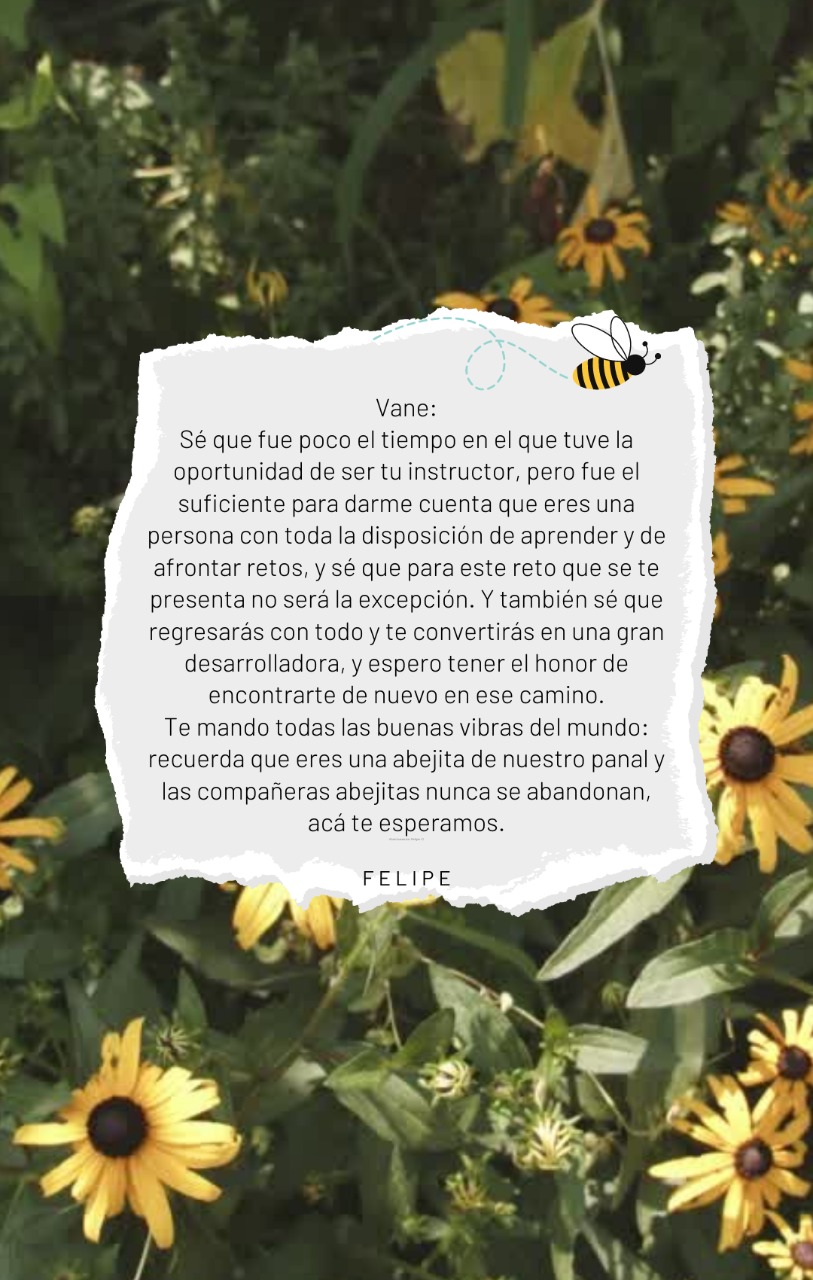 Vane:
Sé que fue poco el tiempo en el que tuve la
oportunidad de ser tu instructor, pero fue el
suficiente para darme cuenta que eres una
persona con toda la disposición de aprender y de
afrontar retos, y sé que para este reto que se te
presenta no será la excepción. Y también sé que
regresarás con todo y te convertirás en una gran
desarrolladora, y espero tener el honor de
encontrarte de nuevo en ese camino.
Te mando todas las buenas vibras del mundo:
recuerda que eres una abejita de nuestro panal y
las compañeras abejitas nunca se abandonan,
acá te esperamos.
FELIPE